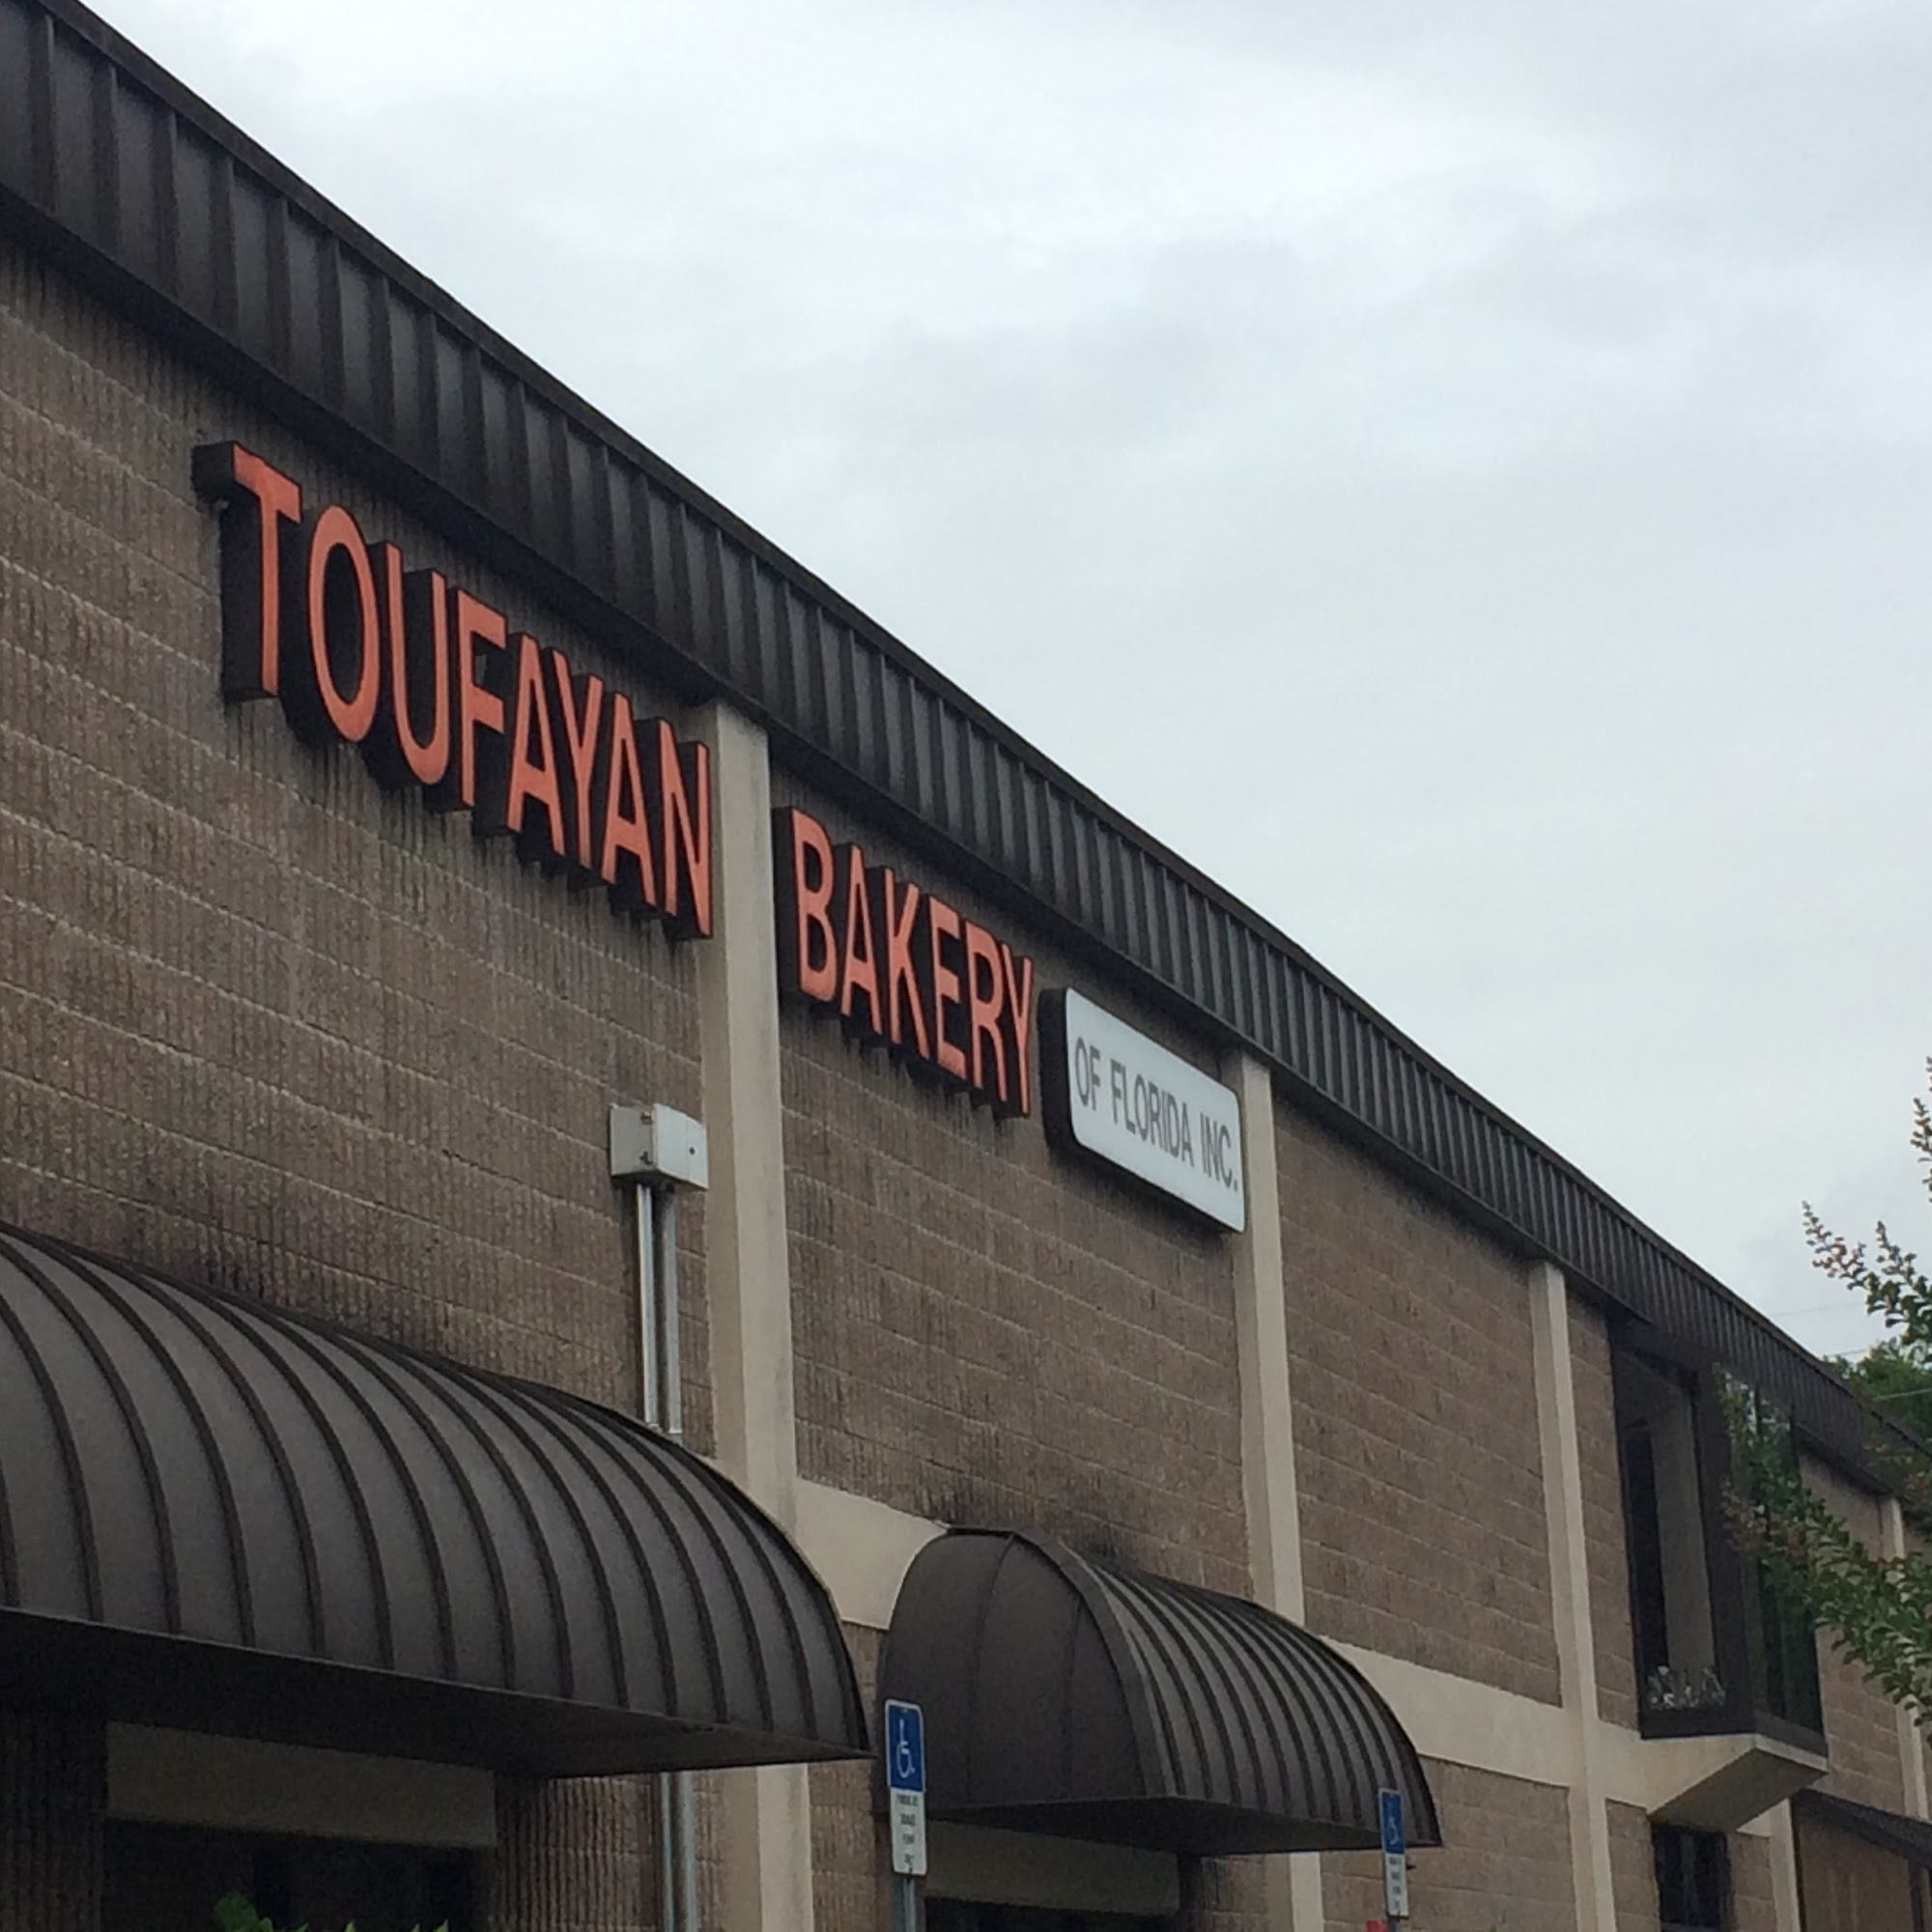 TOUFAYAN BAKERY OF FLORIDA INC.